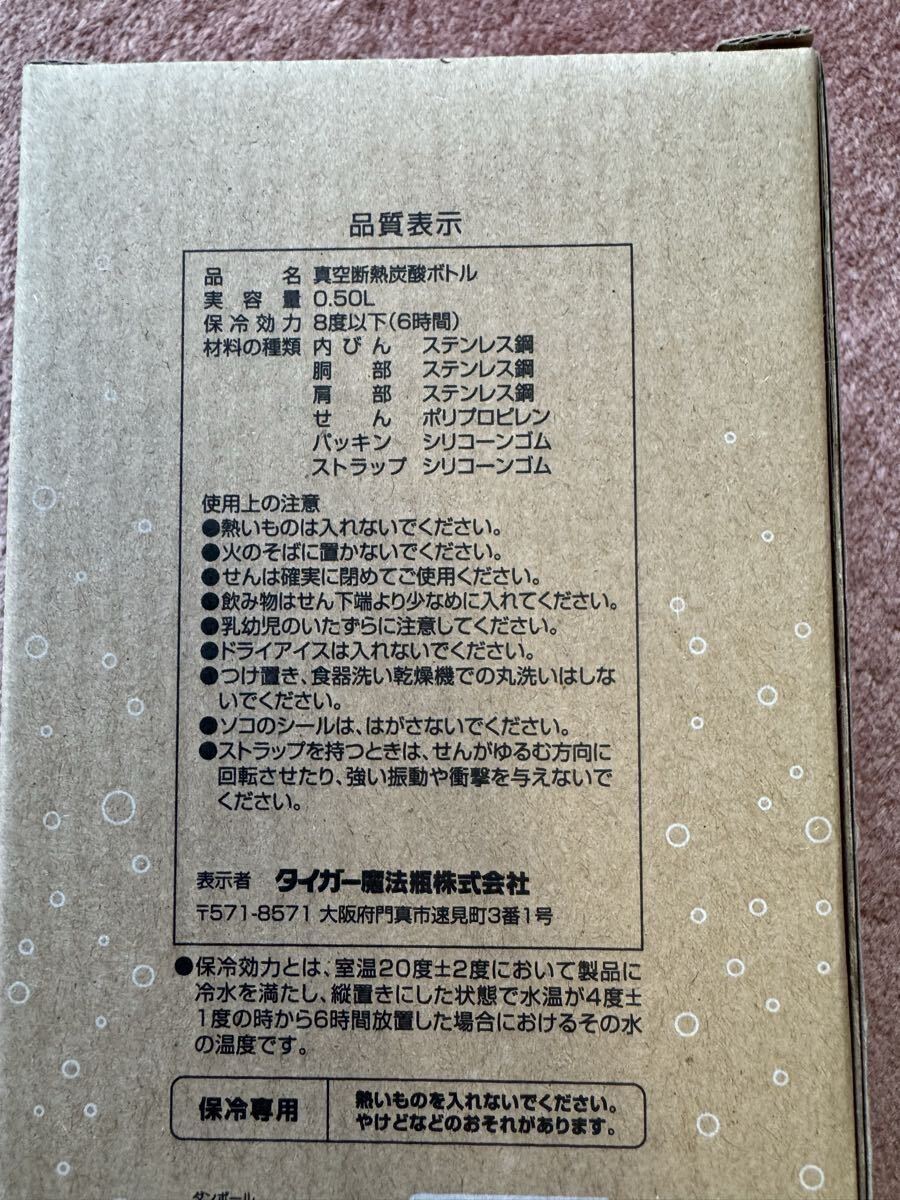 品質表示
品名 真空断熱炭酸ボトル
実容量 0.50L
保冷効力 8度以下(6時間)
材料の種類 内びん ステンレス鋼
胴部 ステンレス鋼
肩部 ステンレス鋼
せん ポリプロピレン
パッキン シリコーンゴム
ストラップ シリコーンゴム
使用上の注意
●熱いものは入れないでください。
●火のそばに置かないでください。
●せんは確実に閉めてご使用ください。
●飲み物はせん下端より少なめに入れてください。
●乳幼児のいたずらに注意してください。
●ドライアイスは入れないでください。
●つけ置き、食器洗い乾燥機での丸洗いはしな
いでください。
●ソコのシールは、はがさないでください。
●ストラップを持つときは、せんがゆるむ方向に
回転させたり、強い振動や衝撃を与えないで
ください。
表示者 タイガー魔法瓶株式会社
〒571-8571 大阪府門真市速見町3番1号
●保冷効力とは、室温20度±2度において製品に
冷水を満たし、縦置きにした状態で水温が4度±
1度の時から6時間放置した場合におけるその水
の温度です。
保冷専用
熱いものを入れないでください。
やけどなどのおそれがあります。
ダンボール